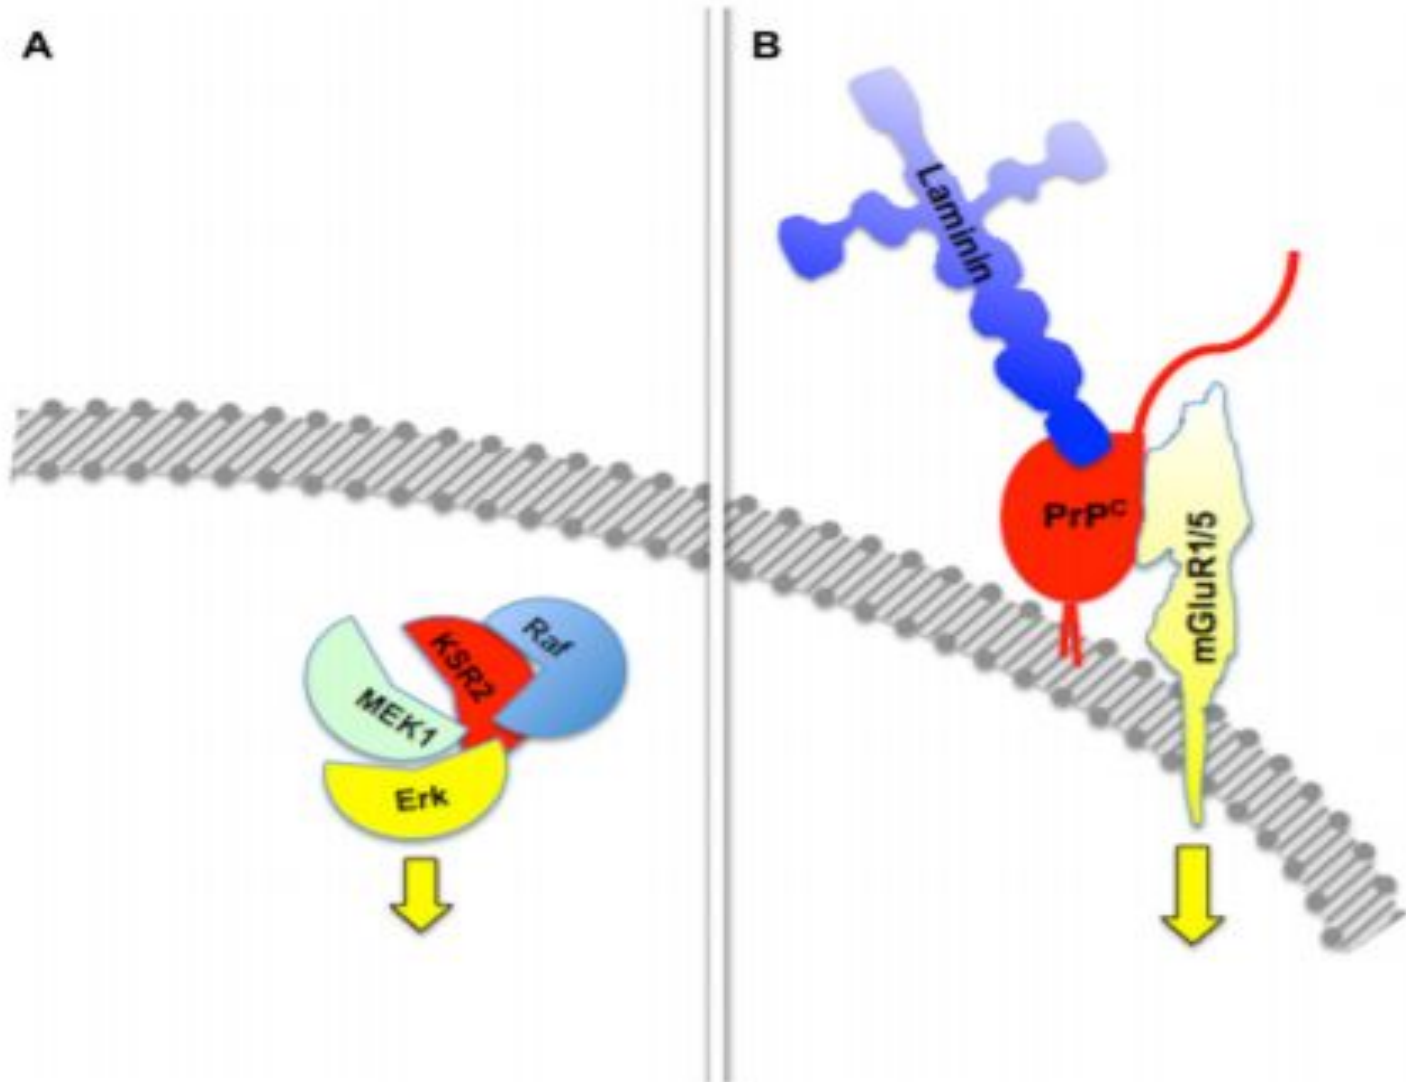 A
B
Laminin
PrPᶜ
mGluR1/5
Raf
KSR2
MEK1
Erk